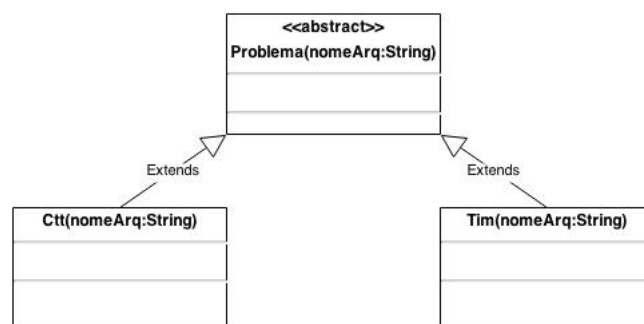 <<abstract>>
Problema(nomeArq:String)
Extends
Extends
Ctt(nomeArq:String)
Tim(nomeArq:String)